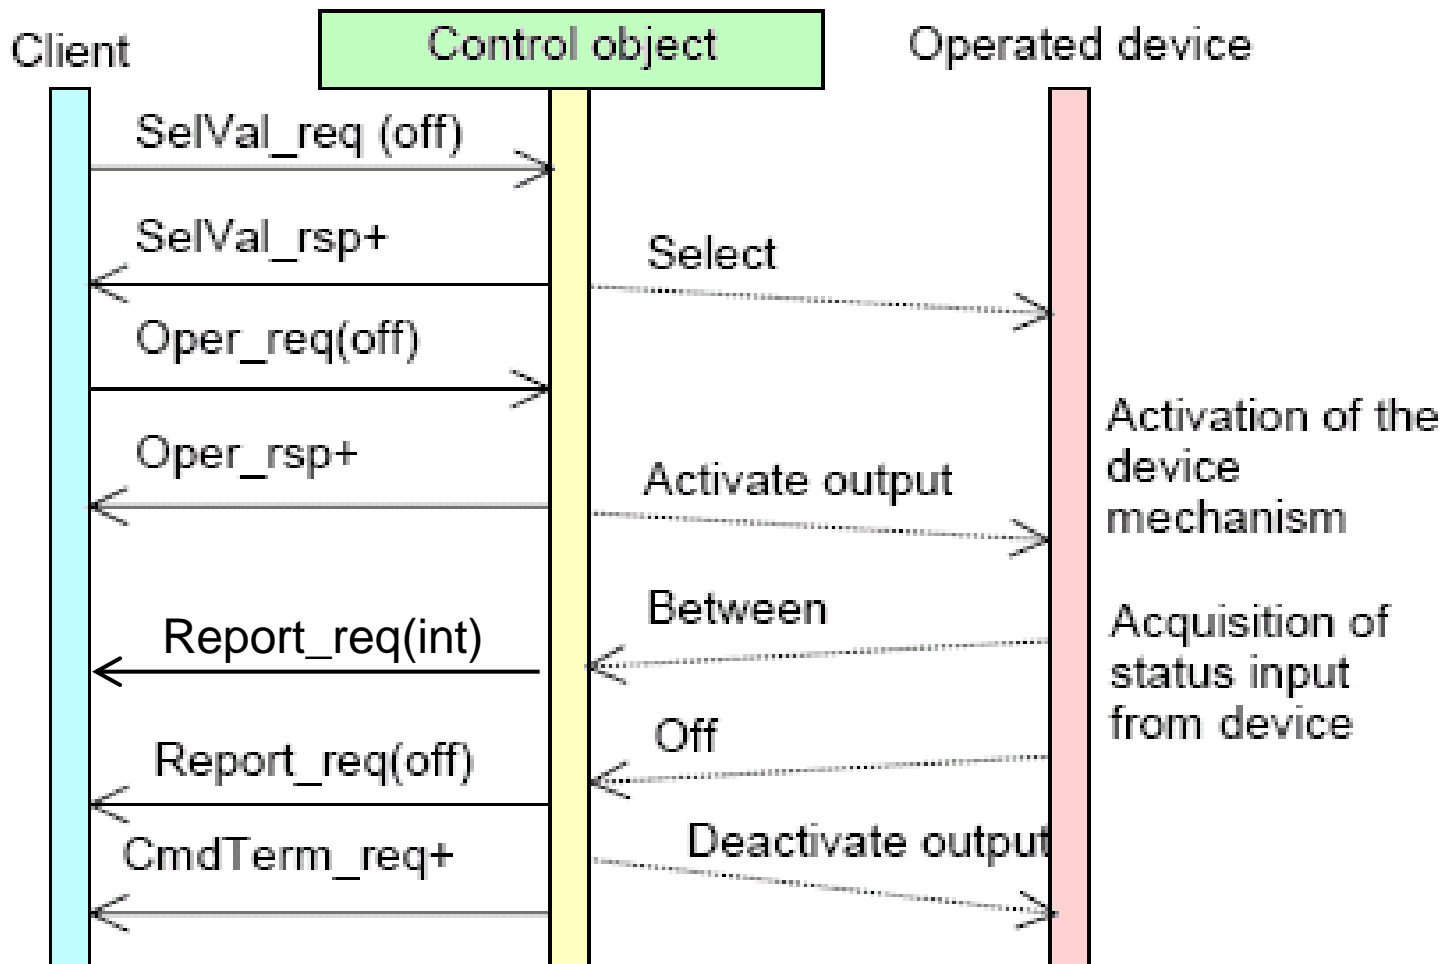 Client
Control object
Operated device
SelVal_req (off)
SelVal_rsp+
Select
Oper_req(off)
Oper_rsp+
Activate output
Activation of the
device
mechanism
Between
Report_req(int)
Acquisition of
status input
from device
Off
Report_req(off)
Deactivate output
CmdTerm_req+